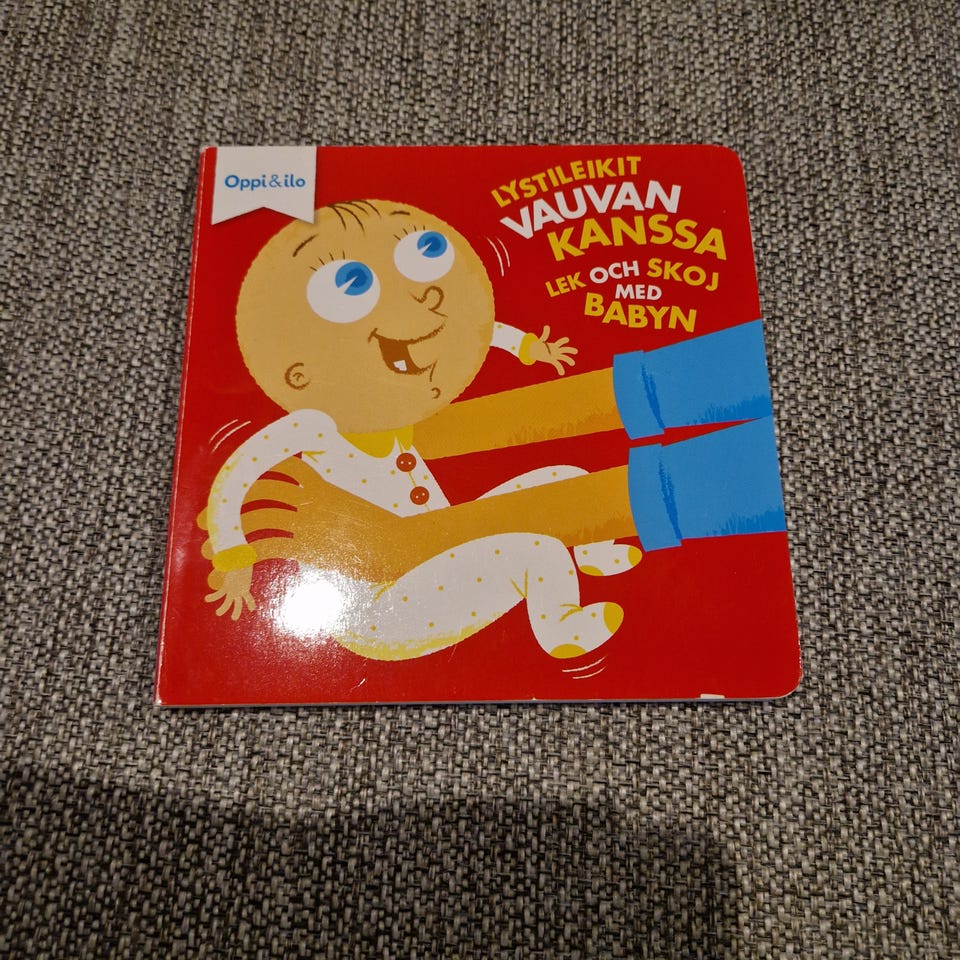 Oppi&ilo
LYSTILEIKIT
VAUVAN
KANSSA
LEK OCH SKOJ
MED
BABYN